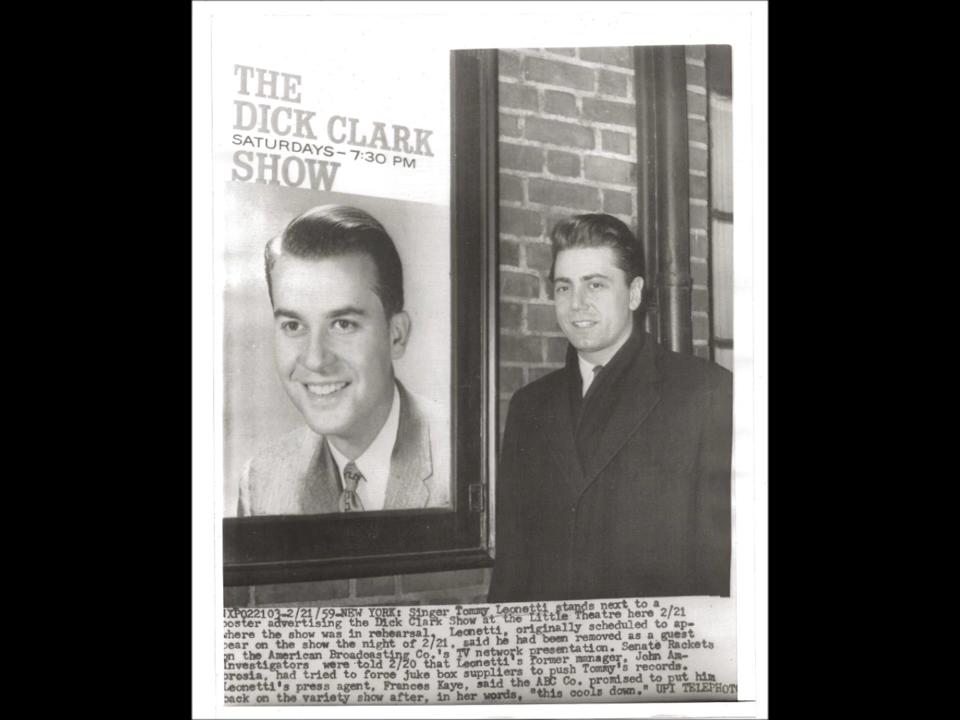 THE
DICK CLARK
SATURDAYS - 7:30 PM
SHOW
NXP022103-2/21/59-NEW YORK: Singer Tommy Leonetti stands next to a
poster advertising the Dick Clark Show at the Little Theatre here 2/21
where the show was in rehearsal. Leonetti, originally scheduled to ap-
pear on the show the night of 2/21, said he had been removed as a guest
on the American Broadcasting Co.'s TV network presentation. Senate Rackets
Investigators were told 2/20 that Leonetti's former manager, John Am-
brosia, had tried to force juke box suppliers to push Tommy's records.
Leonetti's press agent, Frances Kaye, said the ABC Co. promised to put him
back on the variety show after, in her words, "this cools down." UPI TELEPHOTO